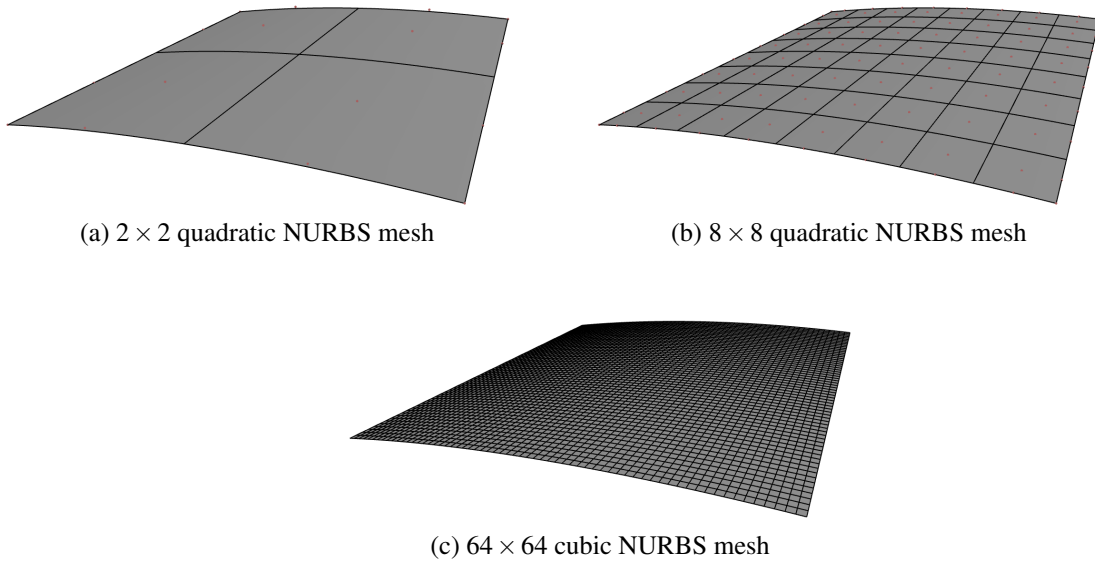 (a) 2 × 2 quadratic NURBS mesh
(b) 8 × 8 quadratic NURBS mesh
(c) 64 × 64 cubic NURBS mesh